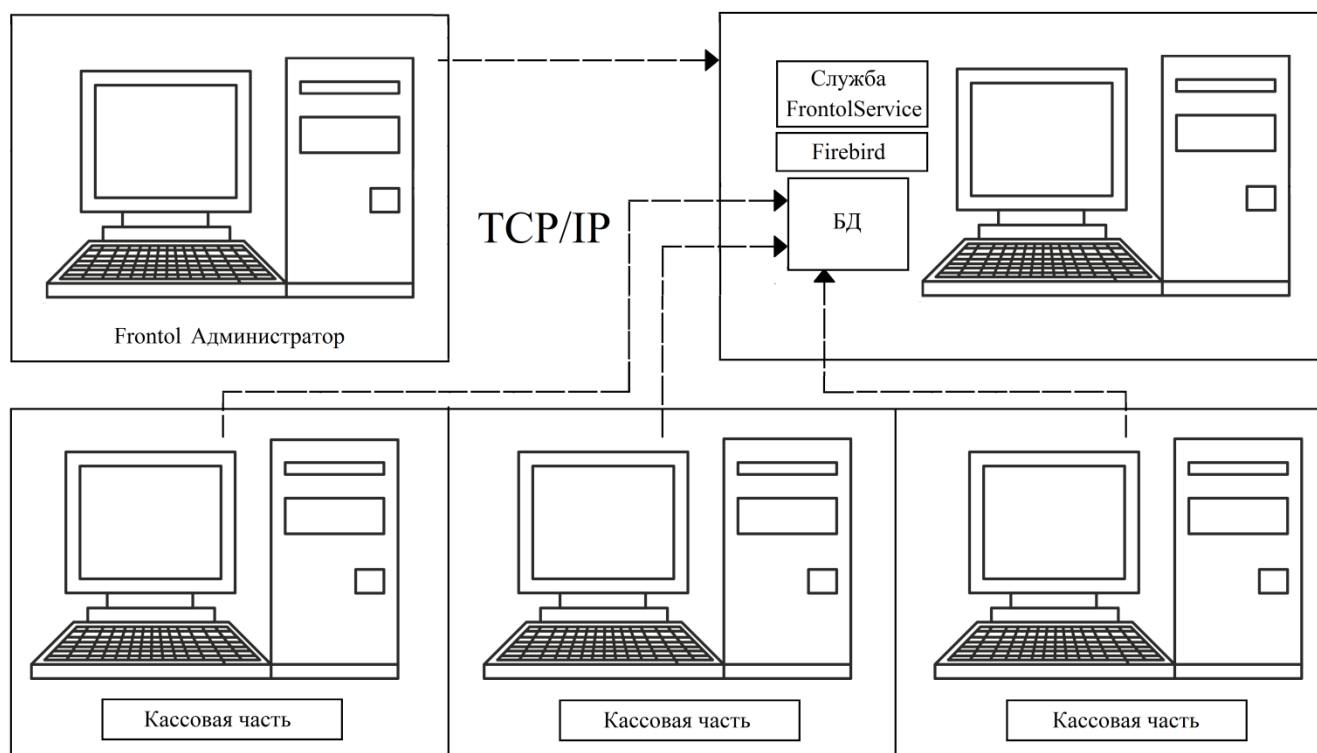 Служба
FrontolService
Firebird
БД
TCP/IP
Frontol Администратор
Кассовая часть
Кассовая часть
Кассовая часть